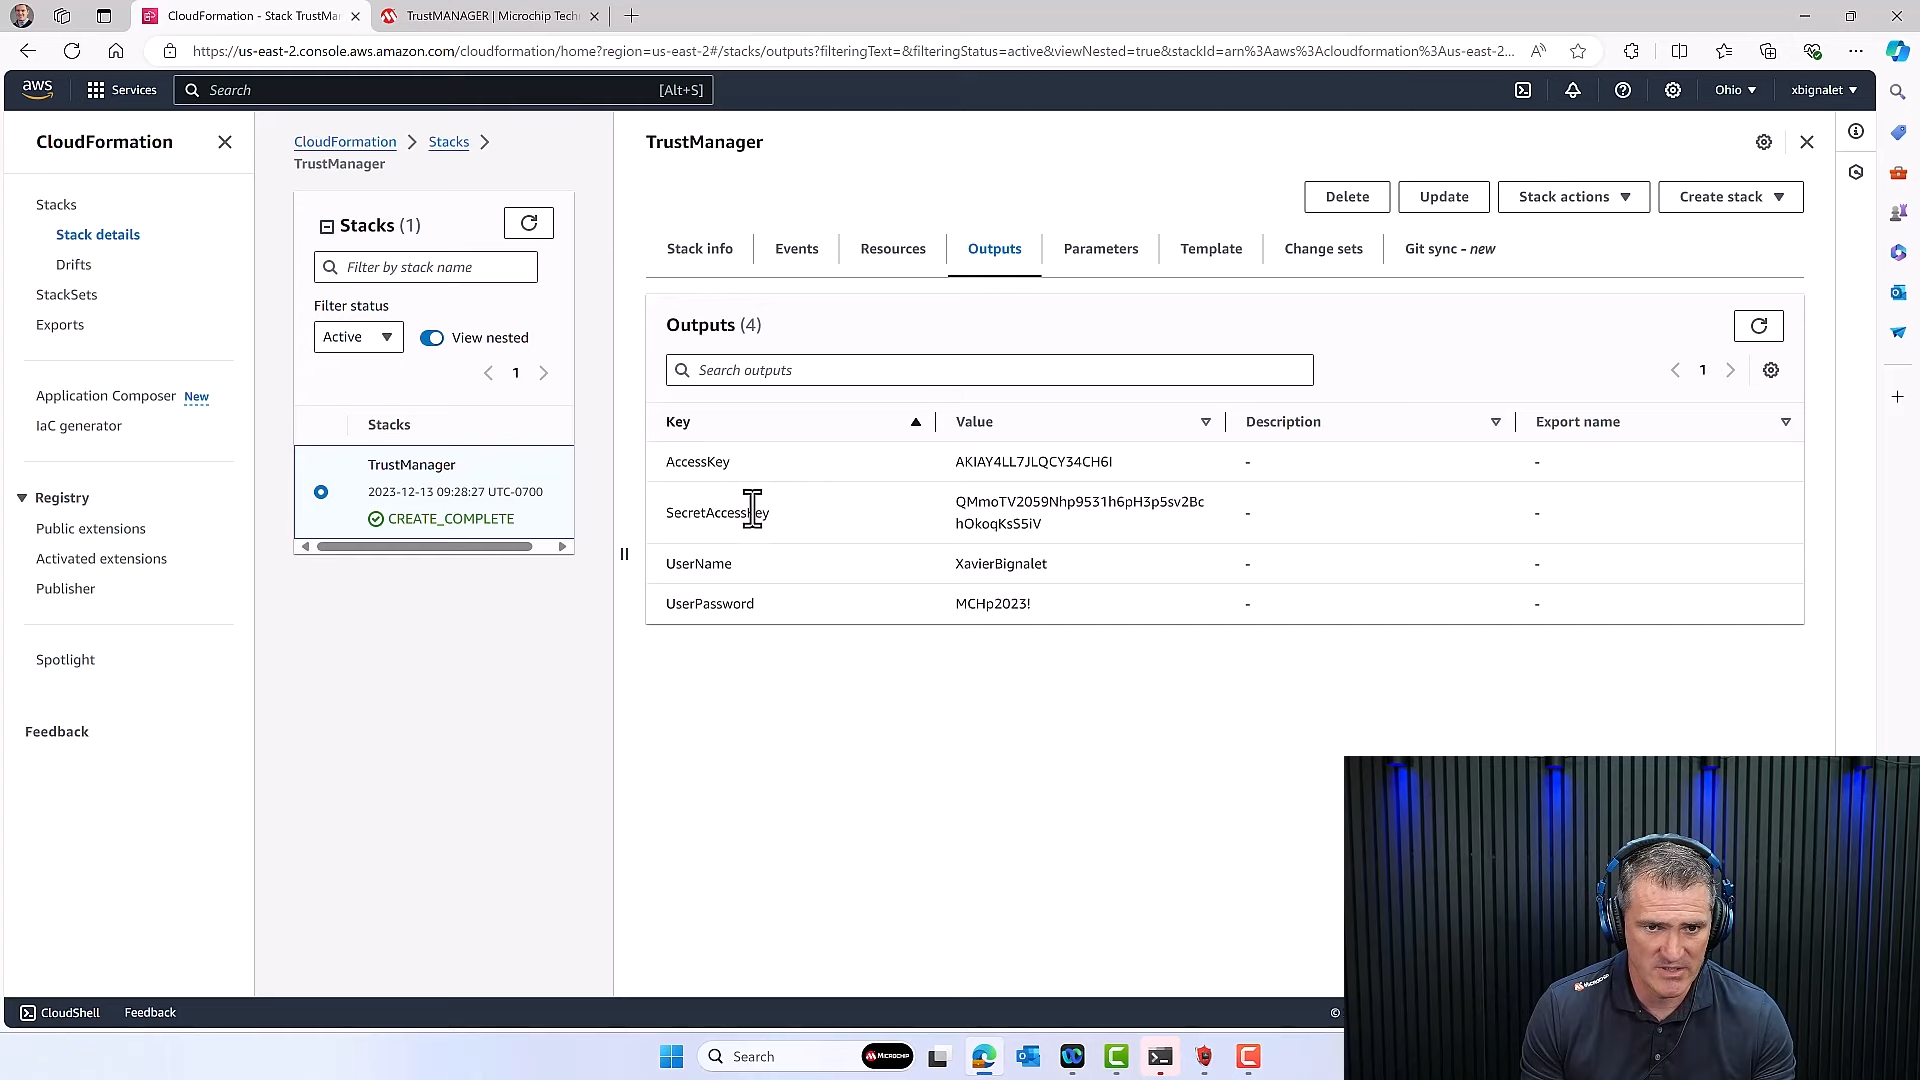 CloudFormation - Stack TrustMa
TrustMANAGER | Microchip Tech
https://us-east-2.console.aws.amazon.com/cloudformation/home?region=us-east-2#/stacks/outputs?filteringText=&filteringStatus=active&viewNested=true&stackId=arn%3Aaws%3Acloudformation%3Aus-east-2...
aws
Services
Search
[Alt+S]
Ohio
xbignalet
CloudFormation
Stacks
Stack details
Drifts
StackSets
Exports
Application Composer New
IaC generator
Registry
Public extensions
Activated extensions
Publisher
Spotlight
Feedback
CloudFormation
Stacks
TrustManager
Stacks (1)
Filter by stack name
Filter status
Active
View nested
1
Stacks
TrustManager
2023-12-13 09:28:27 UTC-0700
CREATE_COMPLETE
TrustManager
Delete
Update
Stack actions
Create stack
Stack info
Events
Resources
Outputs
Parameters
Template
Change sets
Git sync - new
Outputs (4)
Search outputs
1
Key
Value
Description
Export name
AccessKey
AKIAY4LL7JLQCY34CH6I
-
-
SecretAccessKey
QMmoTV2059Nhp9531h6pH3p5sv2Bc
hOkoqKsS5iV
-
-
UserName
XavierBignalet
-
-
UserPassword
MCHp2023!
-
-
CloudShell
Feedback
©
Search
MICROCHIP
MICROCHIP